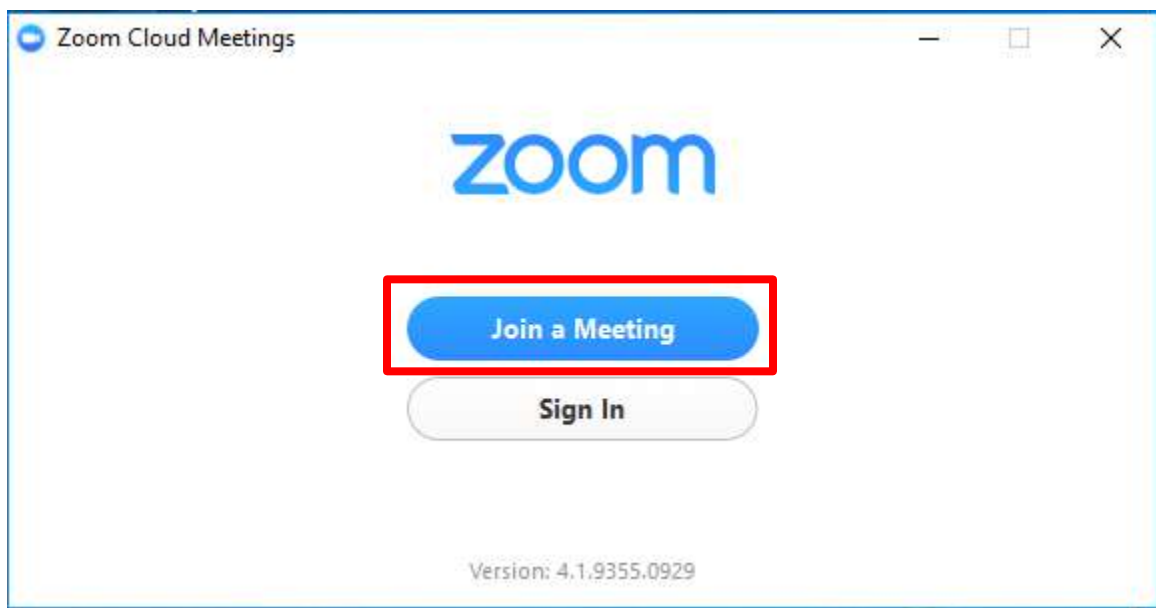 Zoom Cloud Meetings
zoom
Join a Meeting
Sign In
Version: 4.1.9355.0929